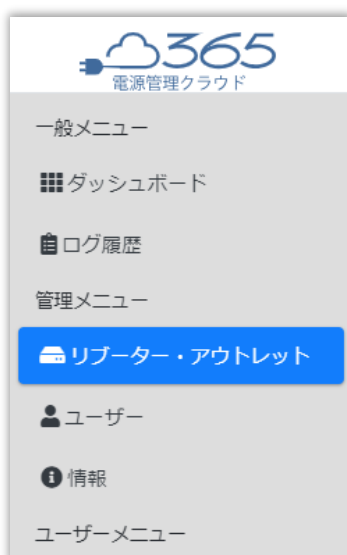 365
電源管理クラウド
一般メニュー
ダッシュボード
ログ履歴
管理メニュー
リブーター・アウトレット
ユーザー
情報
ユーザーメニュー